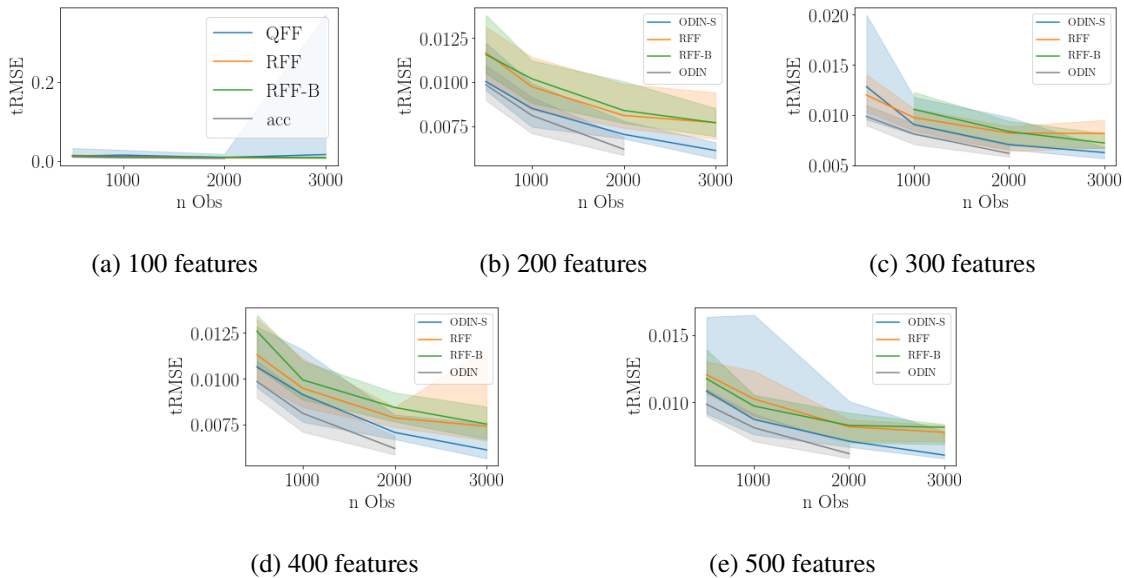 tRMSE
0.2
0.0
QFF
RFF
RFF-B
acc
1000
2000
3000
n Obs
(a) 100 features
tRMSE
0.0125
0.0100
0.0075
ODIN-S
RFF
RFF-B
ODIN
1000
2000
3000
n Obs
(b) 200 features
tRMSE
0.020
0.015
0.010
0.005
ODIN-S
RFF
RFF-B
ODIN
1000
2000
3000
n Obs
(c) 300 features
tRMSE
0.0125
0.0100
0.0075
ODIN-S
RFF
RFF-B
ODIN
1000
2000
3000
n Obs
(d) 400 features
tRMSE
0.015
0.010
ODIN-S
RFF
RFF-B
ODIN
1000
2000
3000
n Obs
(e) 500 features